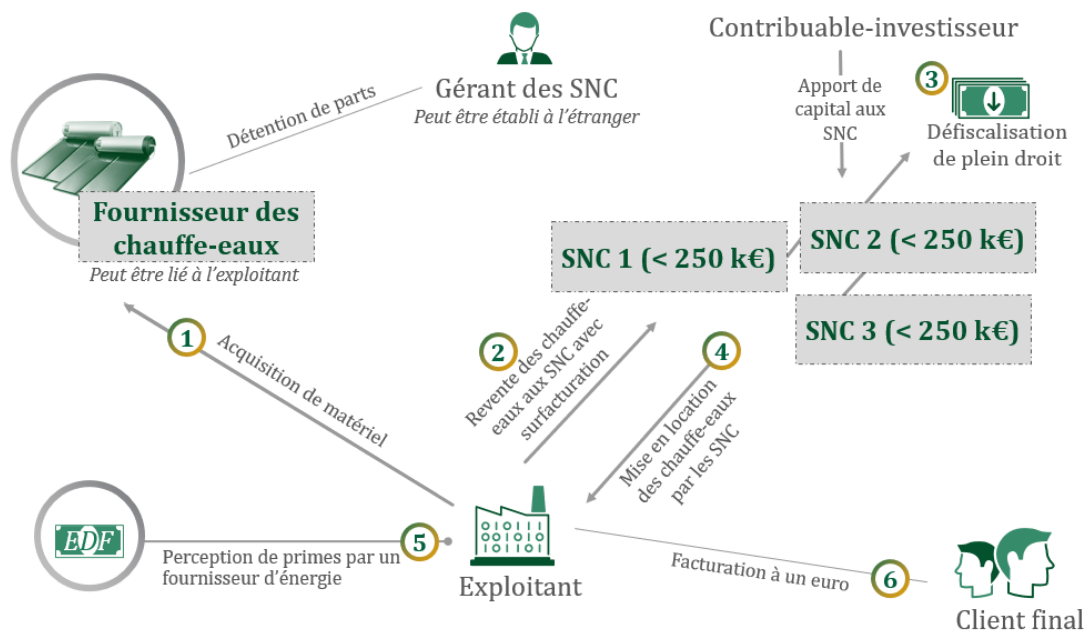 Contribuable-investisseur
Gérant des SNC
Peut être établi à l'étranger
Détention de parts
Apport de
capital aux
SNC
3
Défiscalisation
de plein droit
Fournisseur des
chauffe-eaux
Peut être lié à l'exploitant
SNC 1 (< 250 k€)
SNC 2 (< 250 k€)
SNC 3 (< 250 k€)
1
Acquisition de matériel
2
Revente des chauffe-
eaux aux SNC avec
surfacturation
4
Mise en location
des chauffe-eaux
par les SNC
EDF
5
Perception de primes par un
fournisseur d'énergie
01O111
010010
Exploitant
Facturation à un euro
6
Client final